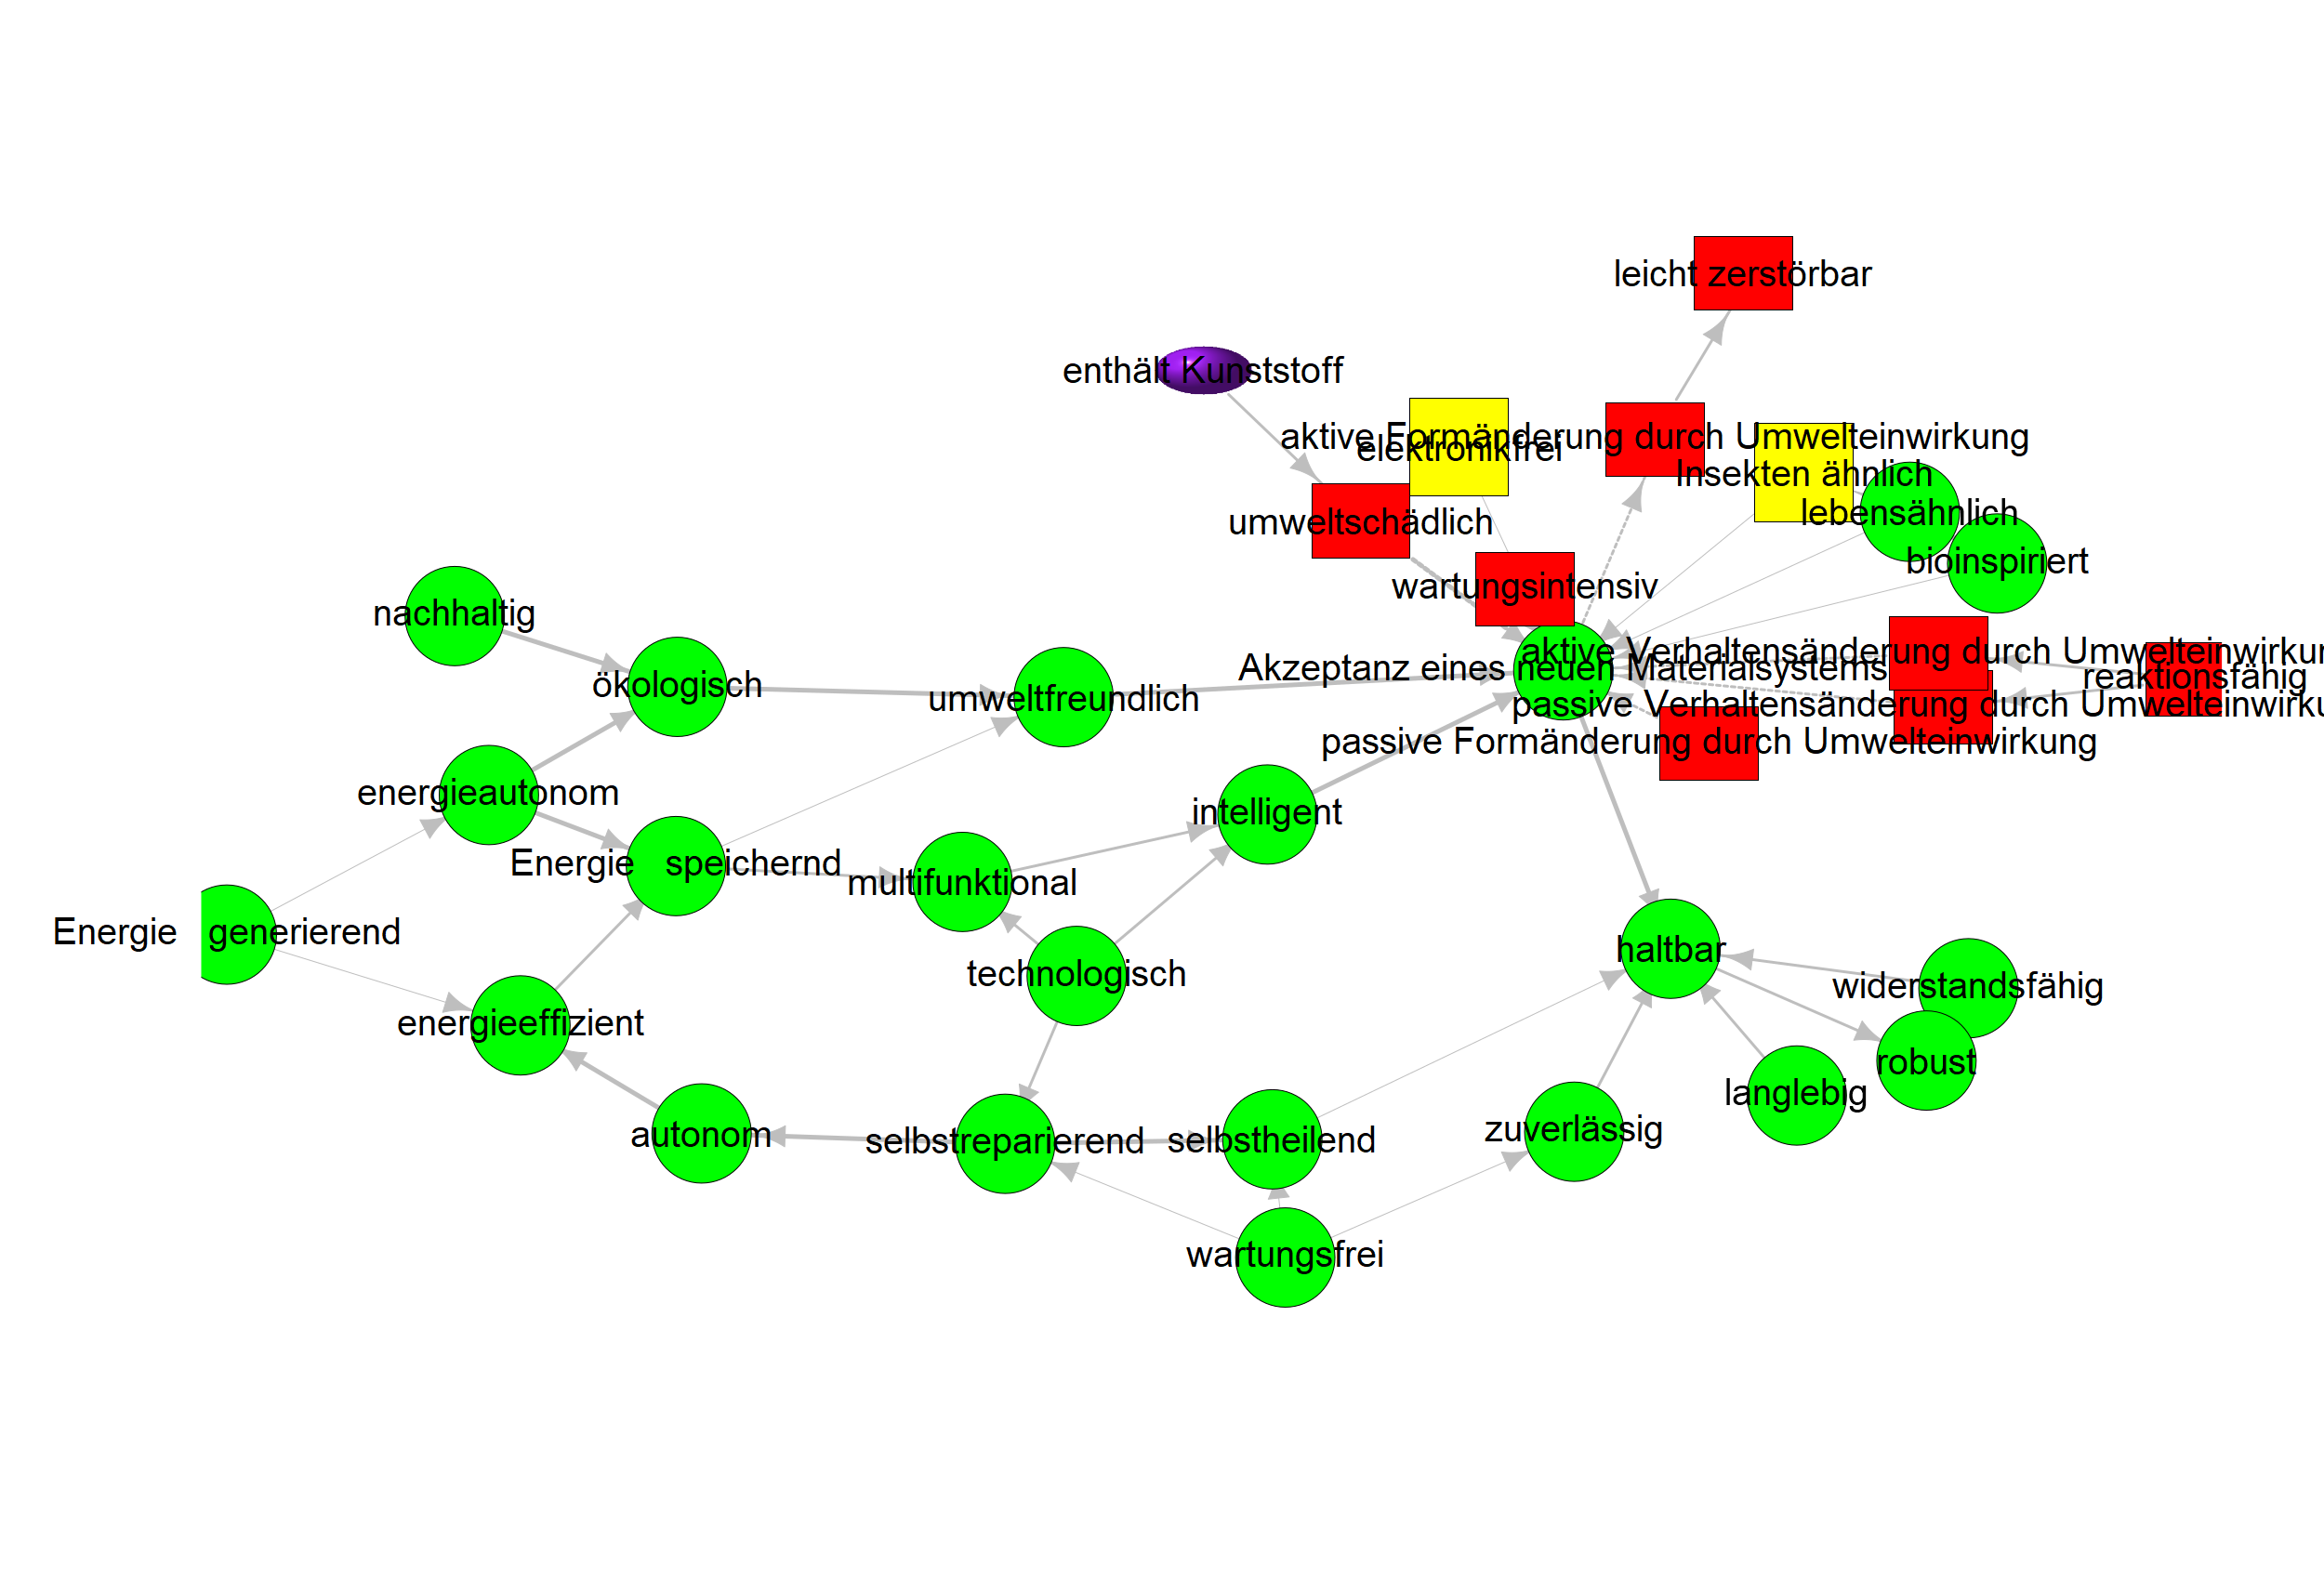 leicht zerstörbar
enthält Kunststoff
aktive Formänderung durch Umwelteinwirkung
elektronikfrei
Insekten ähnlich
lebensähnlich
umweltschädlich
bioinspiriert
wartungsintensiv
nachhaltig
aktive Verhaltensänderung durch Umwelteinwirkun
Akzeptanz eines neuen Materialsystems
reaktionsfähig
ökologisch
umweltfreundlich
passive Verhaltensänderung durch Umwelteinwirku
passive Formänderung durch Umwelteinwirkung
energieautonom
intelligent
Energie speichernd
multifunktional
Energie generierend
haltbar
technologisch
widerstandsfähig
energieeffizient
robust
langlebig
autonom
selbstreparierend
selbstheilend
zuverlässig
wartungsfrei